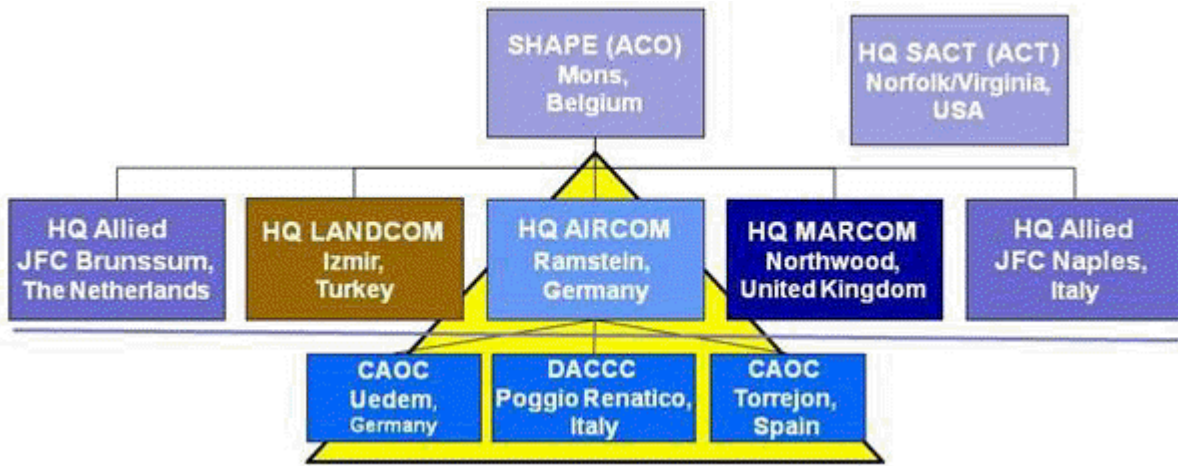 SHAPE (ACO)
Mons,
Belgium
HQ SACT (ACT)
Norfolk/Virginia,
USA
HQ Allied
JFC Brunssum,
The Netherlands
HQ LANDCOM
Izmir,
Turkey
HQ AIRCOM
Ramstein,
Germany
HQ MARCOM
Northwood,
United Kingdom
HQ Allied
JFC Naples,
Italy
CAOC
Uedem,
Germany
DACCC
Poggio Renatico,
Italy
CAOC
Torrejon,
Spain